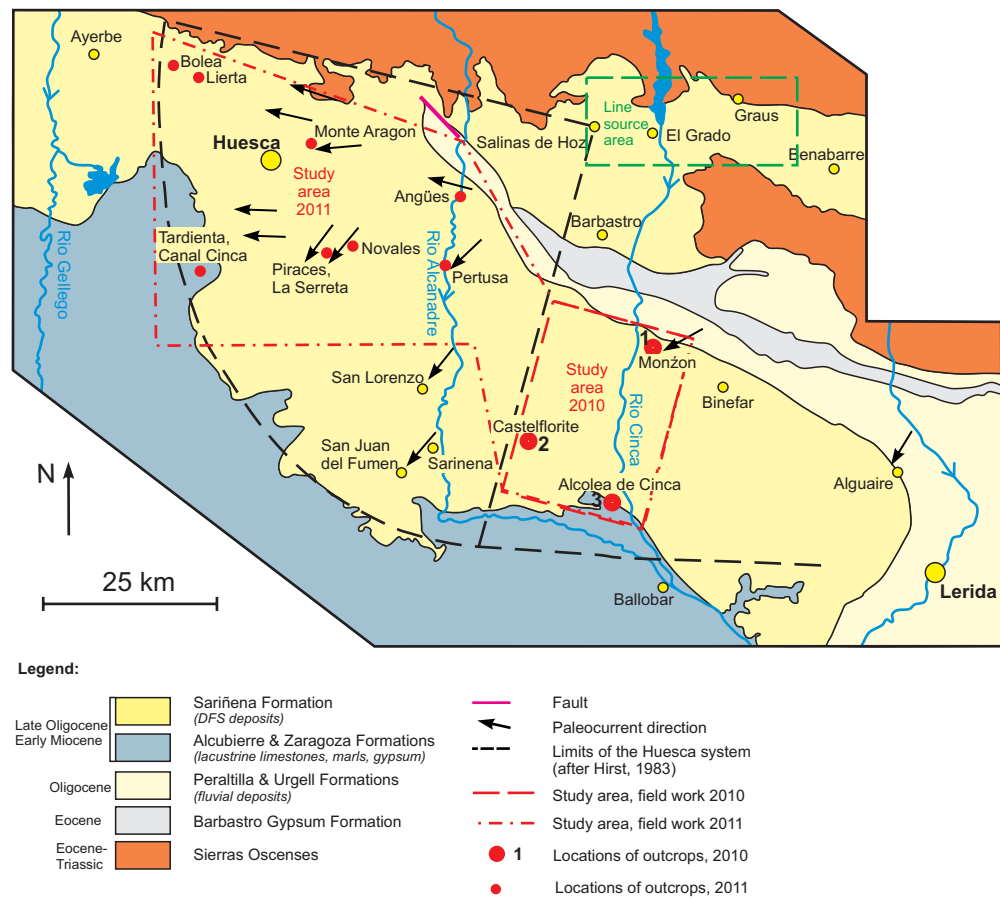 Ayerbe
Bolea
Lierta
Huesca
Monte Aragon
Study
area
2011
Salinas de Hoz
Line
source
area
El Grado
Graus
Benabarre
Angües
Barbastro
Rio Gellego
Tardienta,
Canal Cinca
Piraces,
La Serreta
Novales
Rio Alcanadre
Pertusa
1
Monźon
San Lorenzo
Study
area
2010
Rio Cinca
Binefar
Castelflorite
2
San Juan
del Fumen
Sarinena
Alcolea de Cinca
3
Alguaire
N
25 km
Ballobar
Lerida
Legend:
Late Oligocene
Early Miocene
Sariñena Formation
(DFS deposits)
Alcubierre & Zaragoza Formations
(lacustrine limestones, marls, gypsum)
Oligocene
Peraltilla & Urgell Formations
(fluvial deposits)
Eocene
Barbastro Gypsum Formation
Eocene-
Triassic
Sierras Oscenses
Fault
Paleocurrent direction
Limits of the Huesca system
(after Hirst, 1983)
Study area, field work 2010
Study area, field work 2011
1 Locations of outcrops, 2010
Locations of outcrops, 2011